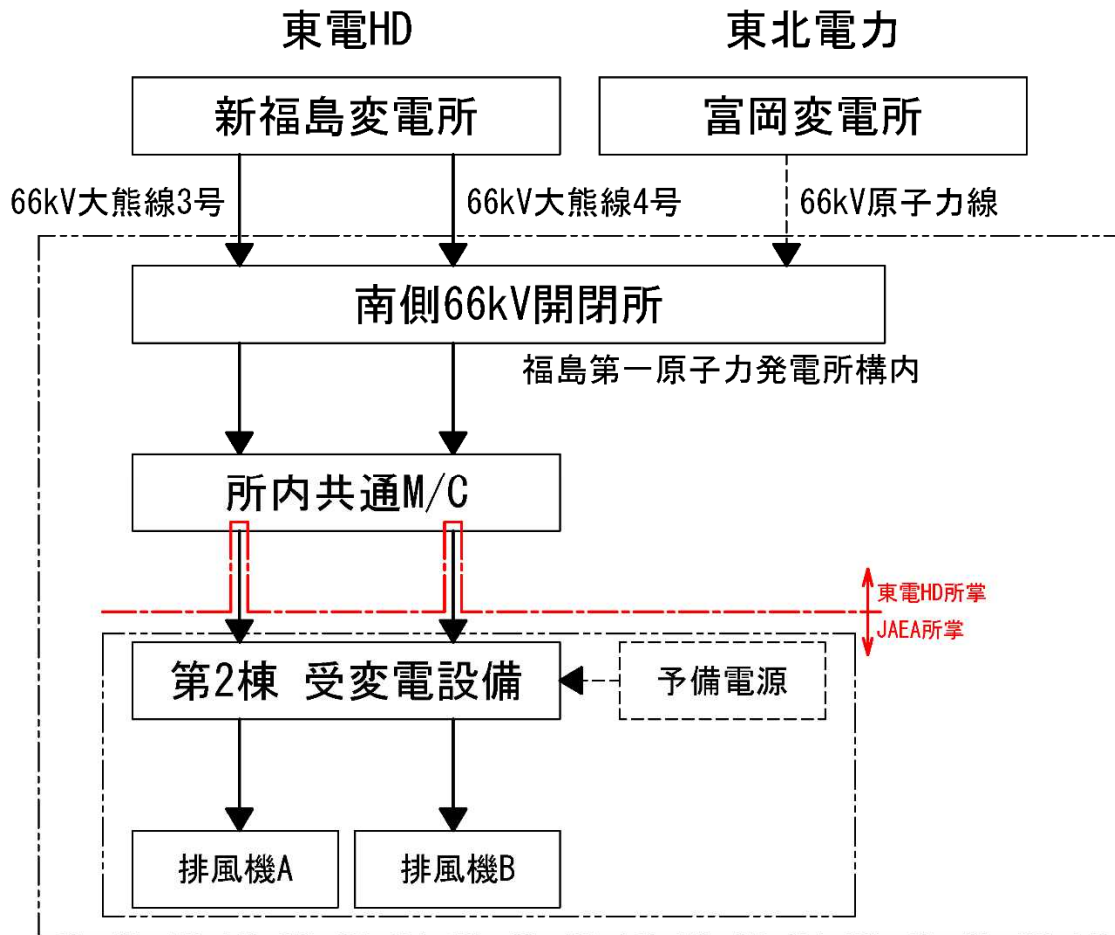 東電HD
東北電力
新福島変電所
富岡変電所
66kV大熊線3号
66kV大熊線4号
66kV原子力線
南側66kV開閉所
福島第一原子力発電所構内
所内共通M/C
東電HD所掌
JAEA所掌
第2棟 受変電設備
予備電源
排風機A
排風機B